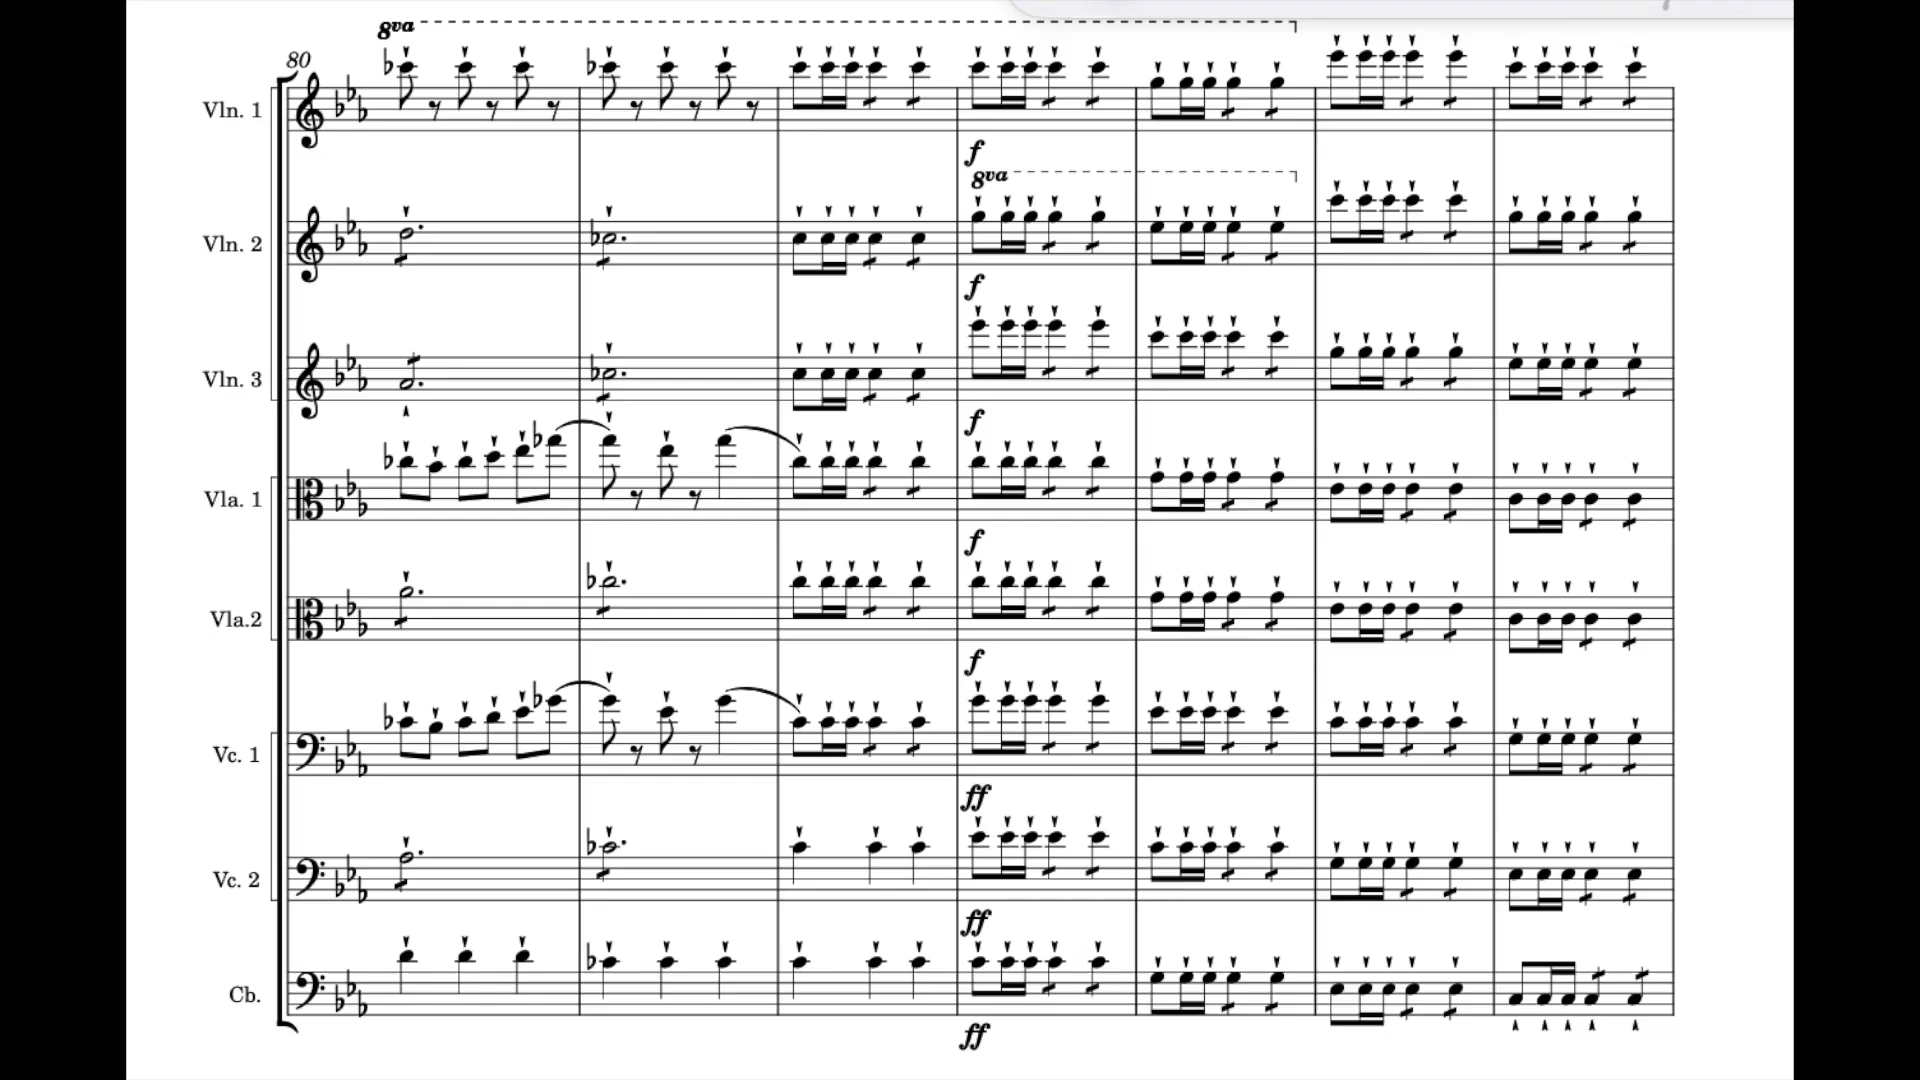 8va
80
Vln. 1
f
8va
Vln. 2
f
Vln. 3
f
Vla. 1
f
Vla.2
f
Vc. 1
ff
Vc. 2
ff
Cb.
ff